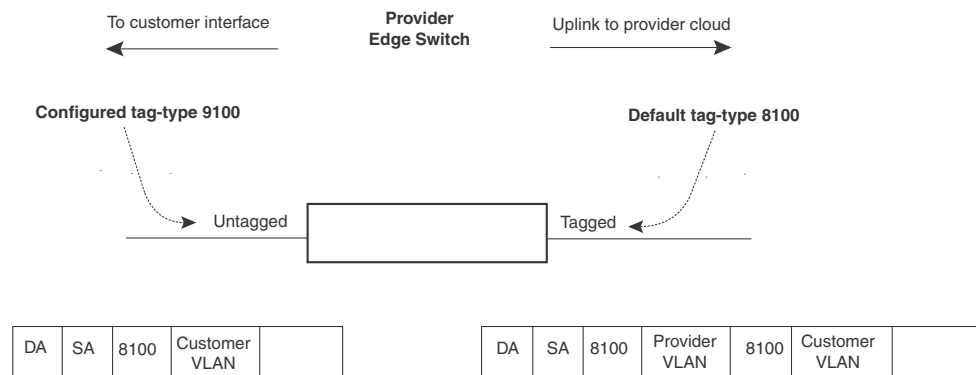 To customer interface
Provider
Edge Switch
Uplink to provider cloud
Configured tag-type 9100
Default tag-type 8100
Untagged
Tagged
DA SA 8100 Customer VLAN
DA SA 8100 Provider VLAN 8100 Customer VLAN